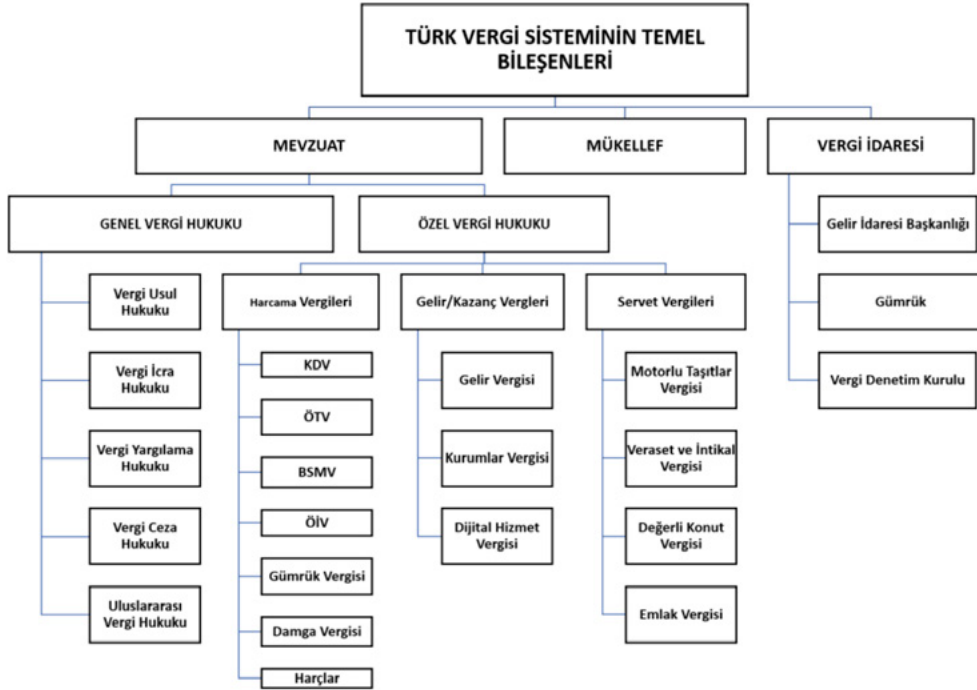 TÜRK VERGİ SİSTEMİNİN TEMEL
BİLEŞENLERİ
MEVZUAT
MÜKELLEF
VERGİ İDARESİ
GENEL VERGİ HUKUKU
ÖZEL VERGİ HUKUKU
Vergi Usul
Hukuku
Vergi İcra
Hukuku
Vergi Yargılama
Hukuku
Vergi Ceza
Hukuku
Uluslararası
Vergi Hukuku
Harcama Vergileri
KDV
ÖTV
BSMV
ÖİV
Gümrük Vergisi
Damga Vergisi
Harçlar
Gelir/Kazanç Vergleri
Gelir Vergisi
Kurumlar Vergisi
Dijital Hizmet
Vergisi
Servet Vergileri
Motorlu Taşıtlar
Vergisi
Veraset ve İntikal
Vergisi
Değerli Konut
Vergisi
Emlak Vergisi
Gelir İdaresi Başkanlığı
Gümrük
Vergi Denetim Kurulu